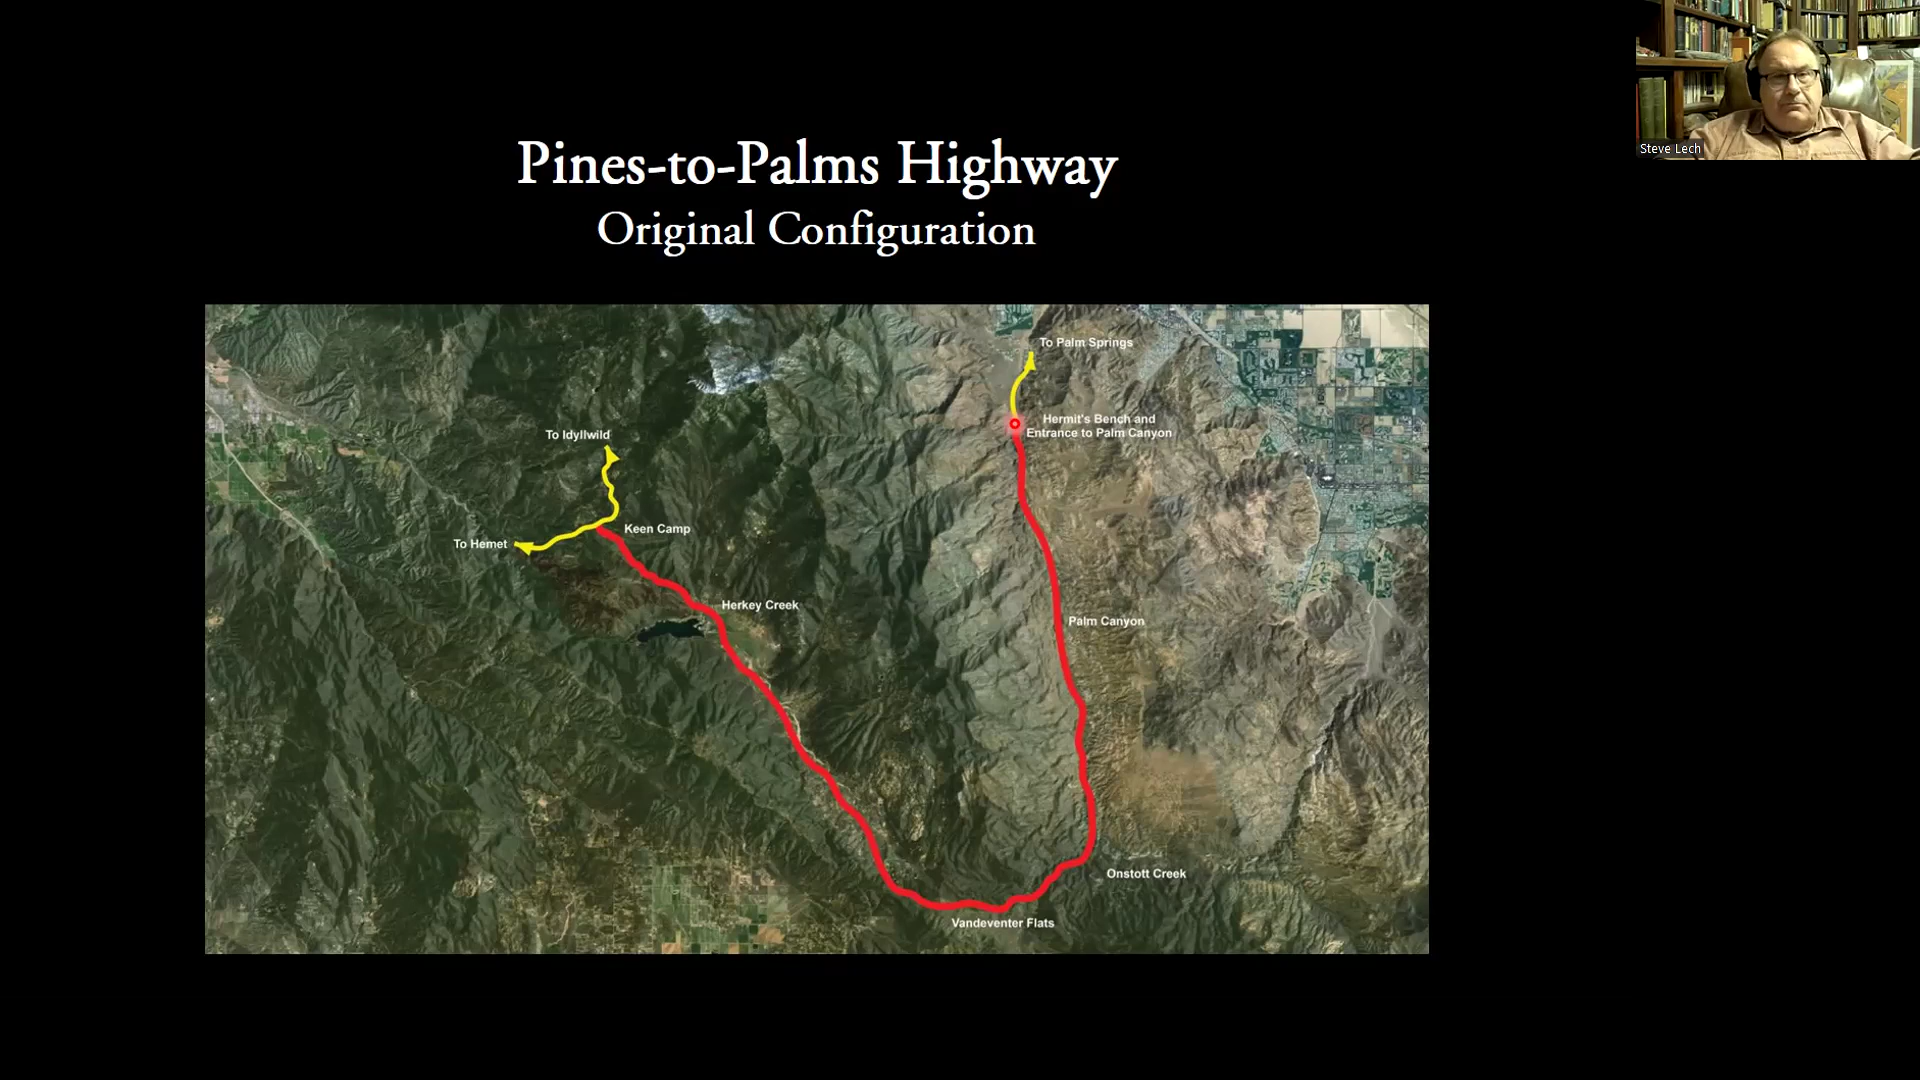 Steve Lech
Pines-to-Palms Highway
Original Configuration
To Palm Springs
Hermit's Bench and
Entrance to Palm Canyon
To Idyllwild
Keen Camp
To Hemet
Herkey Creek
Palm Canyon
Onstott Creek
Vandeventer Flats